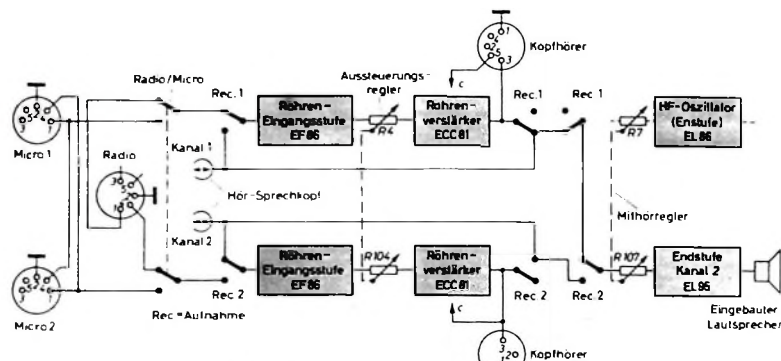 Kopfhörer
Radio/Micro
Rec.1
Aussteuerungs-
regler
c
Rec.1
Rec. 1
Röhren-
Eingangsstufe
EF86
R4
Röhren-
verstärker
ECC81
R7
HF-Oszillator
(Enstufe)
EL86
Micro 1
Radio
Kanal 1
Hör-Sprechkopf
Kanal 2
Mithörregler
Röhren-
Eingangsstufe
EF86
R104
Röhren-
verstärker
ECC81
R107
Endstufe
Kanal 2
EL95
Micro 2
Rec. 2
Rec = Aufnahme
c
Rec. 2
Rec. 2
Eingebauter
Lautsprecher
Kopfhörer